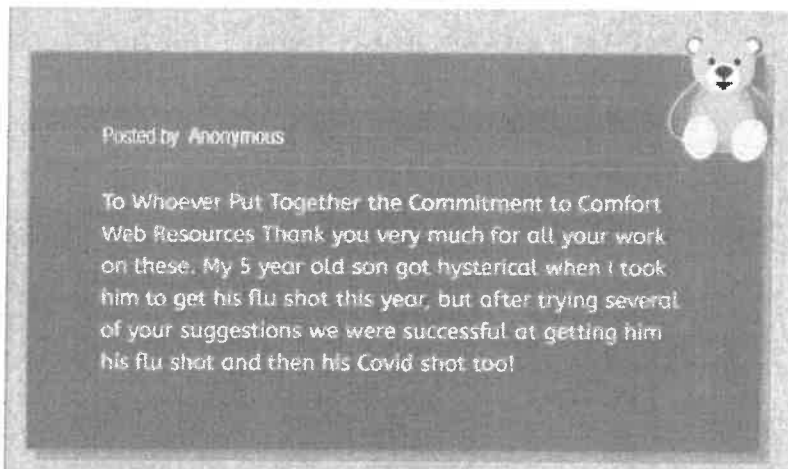 Posted by Anonymous
To Whoever Put Together the Commitment to Comfort
Web Resources Thank you very much for all your work
on these. My 5 year old son got hysterical when I took
him to get his flu shot this year, but after trying several
of your suggestions we were successful at getting him
his flu shot and then his Covid shot too!